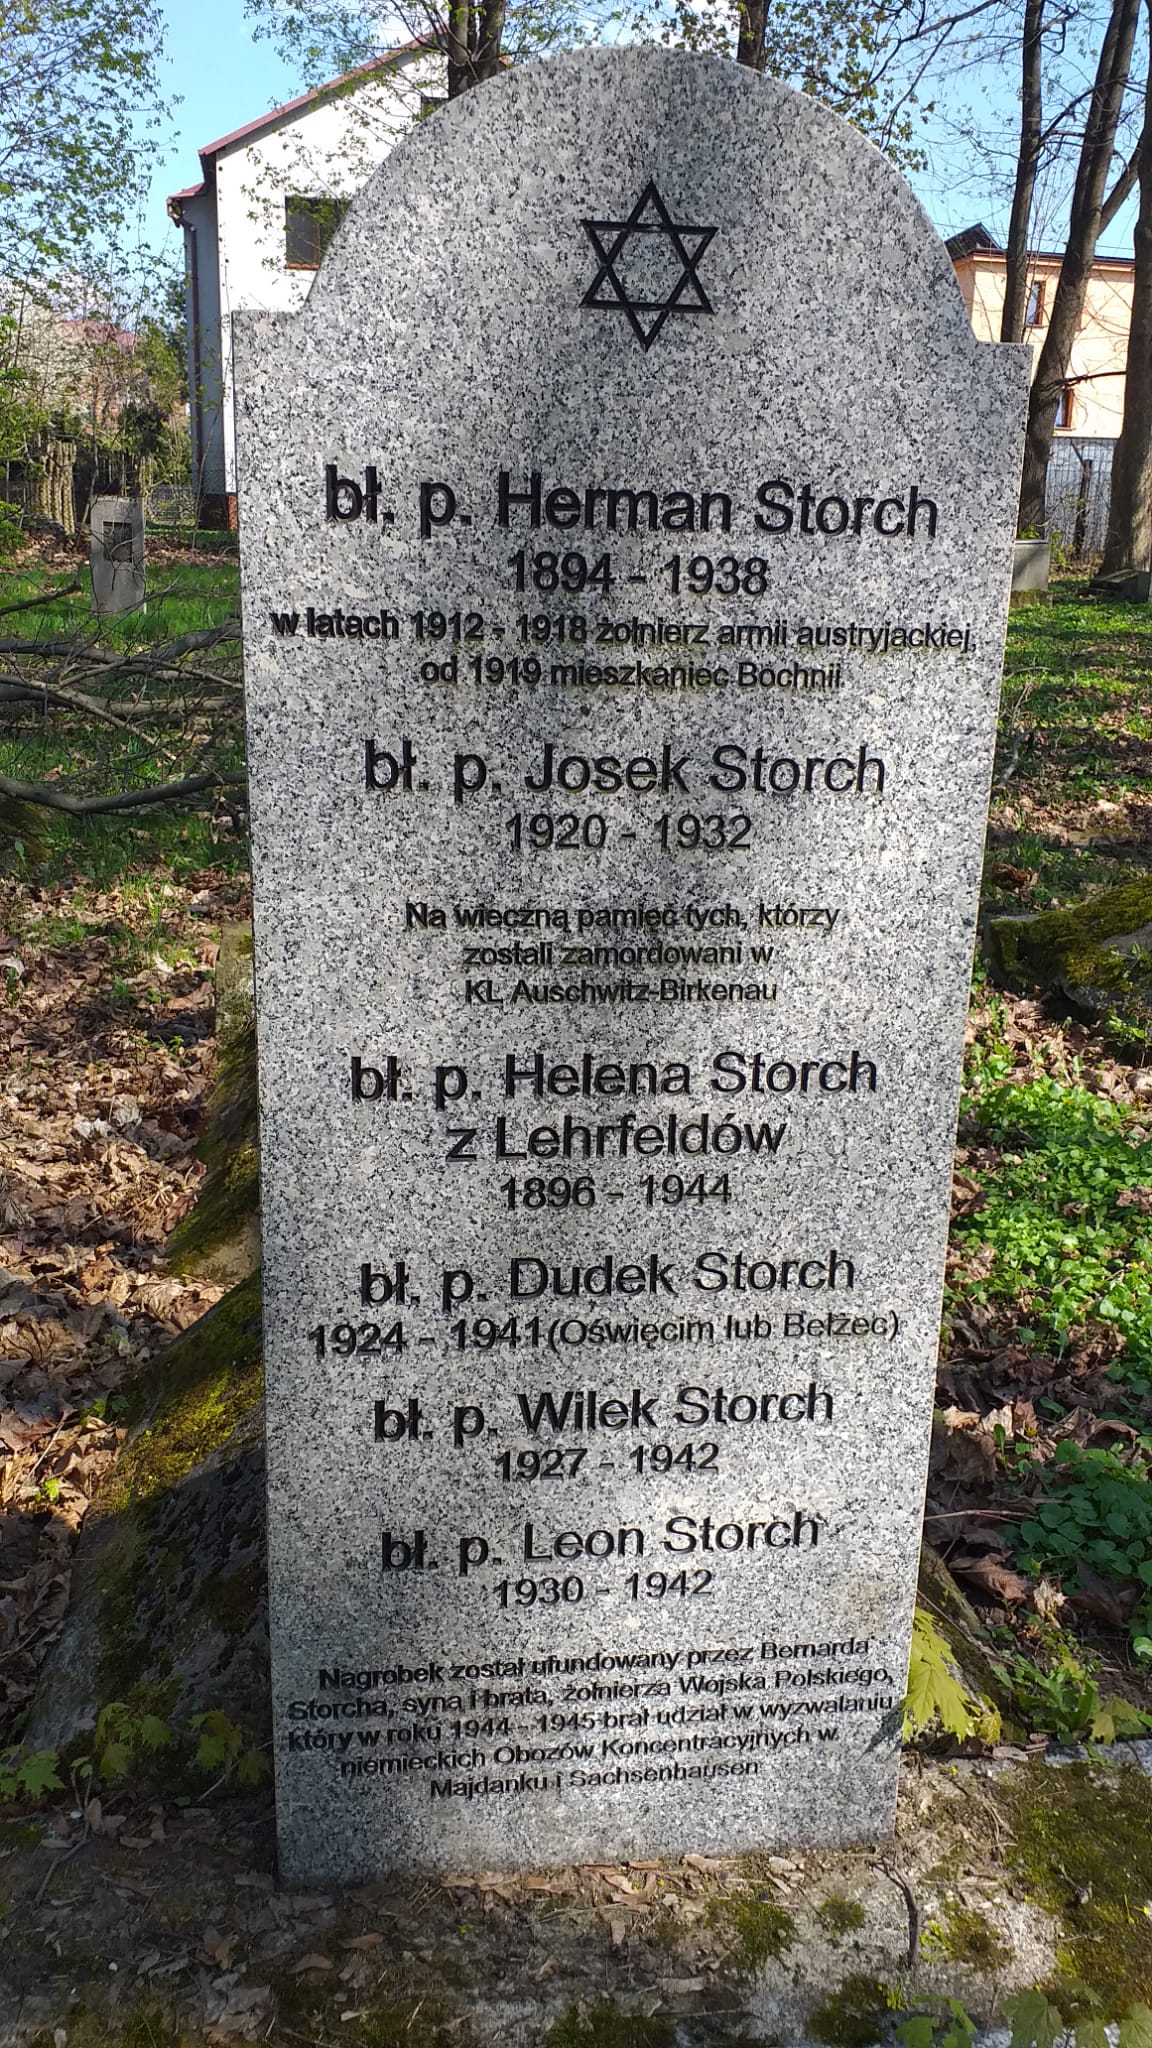 bł. p. Herman Storch
1894 - 1938
w latach 1912 - 1918 żołnierz armii austryjackiej,
od 1919 mieszkaniec Bochnii
bł. p. Josek Storch
1920 - 1932
Na wieczną pamięć tych, którzy
zostali zamordowani w
KL Auschwitz-Birkenau
bł. p. Helena Storch
z Lehrfeldów
1896 - 1944
bł. p. Dudek Storch
1924 - 1941(Oświęcim lub Bełżec)
bł. p. Wilek Storch
1927 - 1942
bł. p. Leon Storch
1930 - 1942
Nagrobek został ufundowany przez Bernarda
Storcha, syna i brata, żołnierza Wojska Polskiego,
który w roku 1944 - 1945 brał udział w wyzwalaniu
niemieckich Obozów Koncentracyjnych w
Majdanku i Sachsenhausen